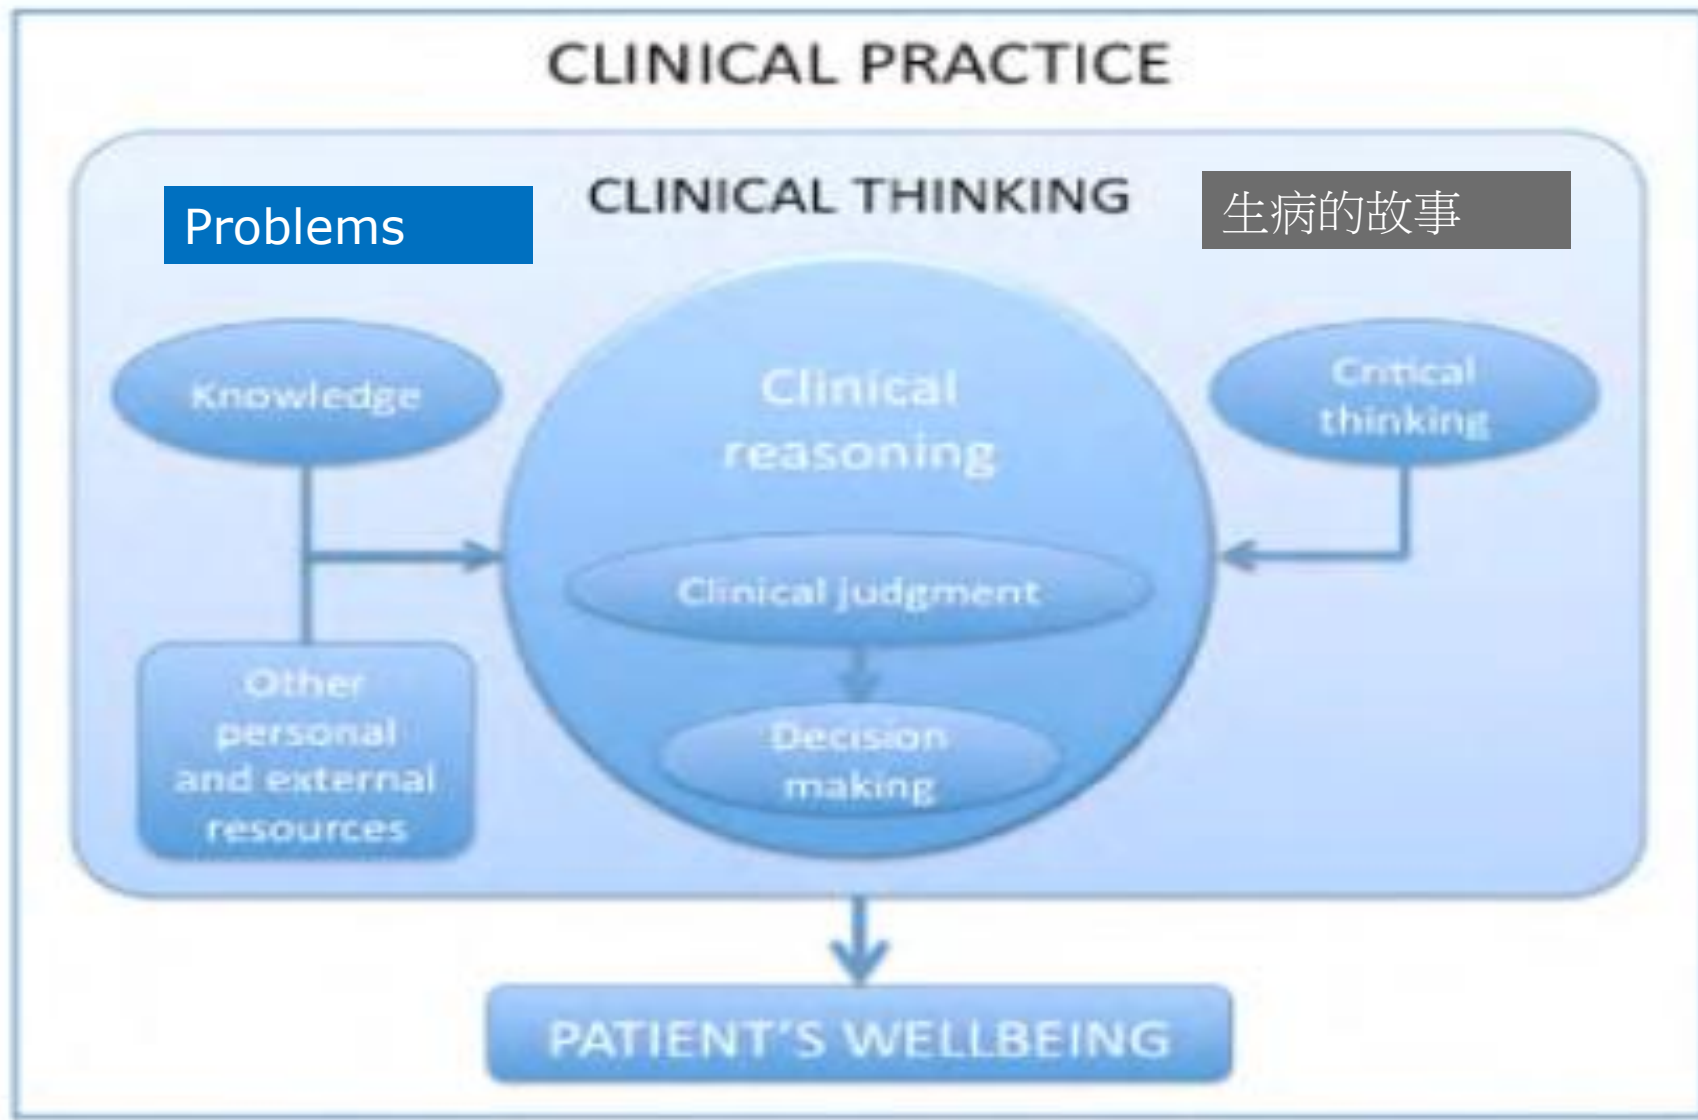 CLINICAL PRACTICE
CLINICAL THINKING
Problems
生病的故事
Knowledge
Other
personal
and external
resources
Clinical
reasoning
Clinical judgment
Decision
making
Critical
thinking
PATIENT'S WELLBEING